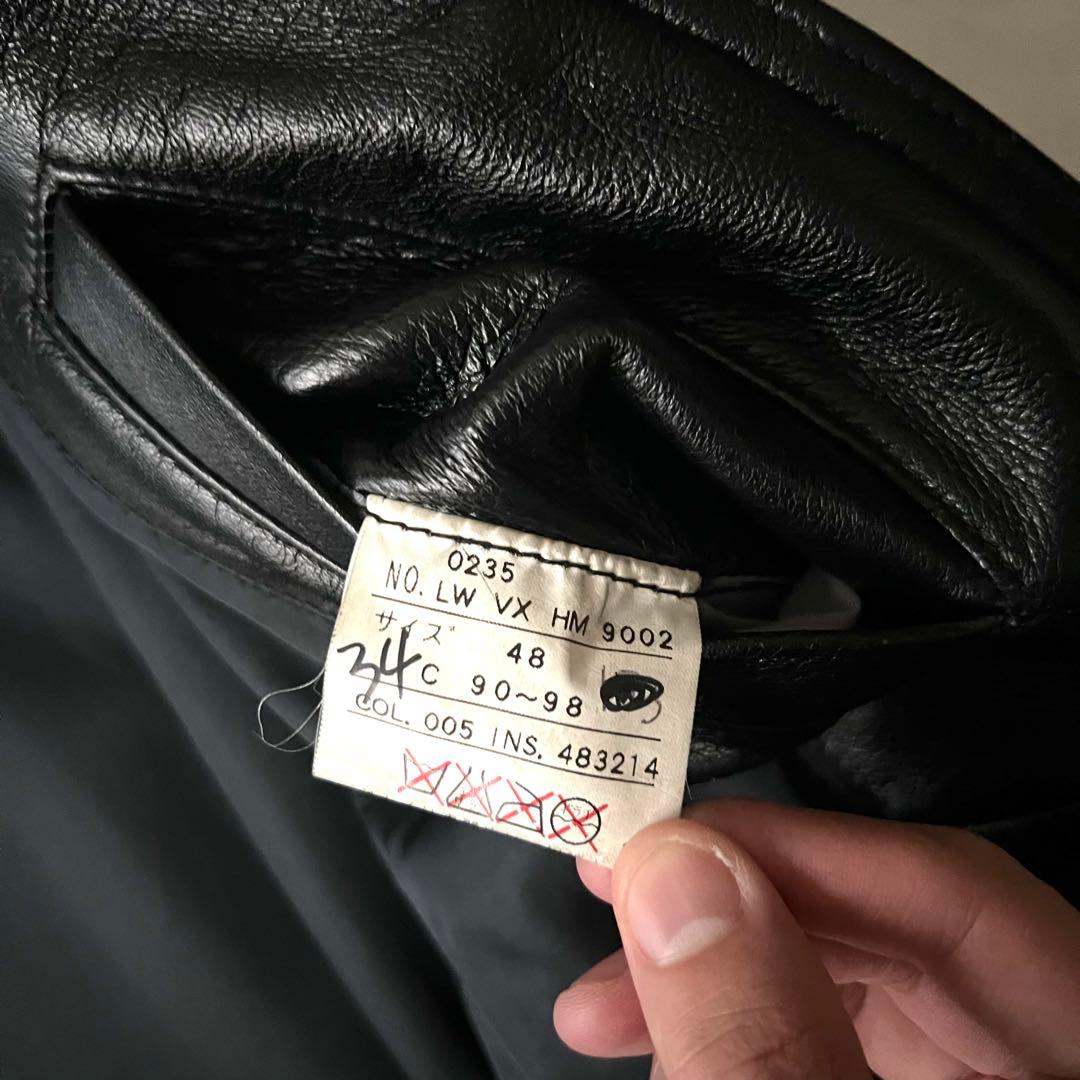 0235
NO. LW VX HM 9002
サイズ 48
34 C 90~98
COL. 005 INS. 483214